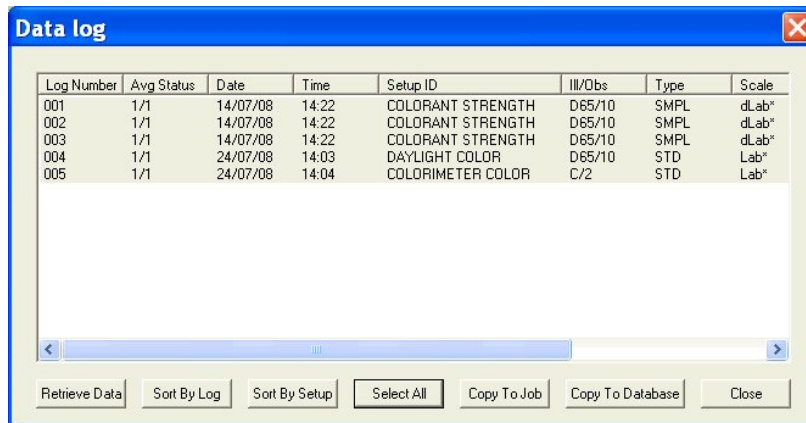 Data log
Log Number Avg Status Date Time Setup ID Ill/Obs Type Scale
001 1/1 14/07/08 14:22 COLORANT STRENGTH D65/10 SMPL dLab*
002 1/1 14/07/08 14:22 COLORANT STRENGTH D65/10 SMPL dLab*
003 1/1 14/07/08 14:22 COLORANT STRENGTH D65/10 SMPL dLab*
004 1/1 24/07/08 14:03 DAYLIGHT COLOR D65/10 STD Lab*
005 1/1 24/07/08 14:04 COLORIMETER COLOR C/2 STD Lab*
Retrieve Data Sort By Log Sort By Setup Select All Copy To Job Copy To Database Close